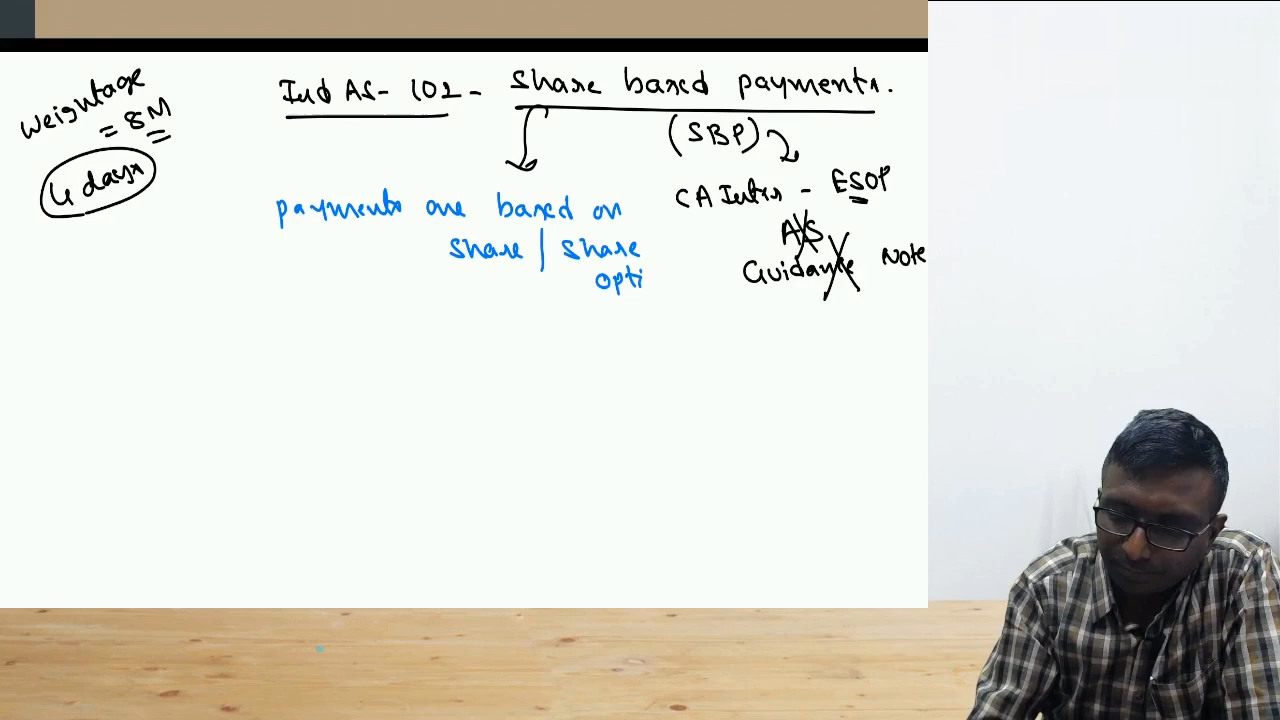 Weightage
= 8M
4 days
Ind AS- 102 - Share based payments.
(SBP)
CA Inter - ESOP
AS
Guidance Note
payments are based on
share | share
opti